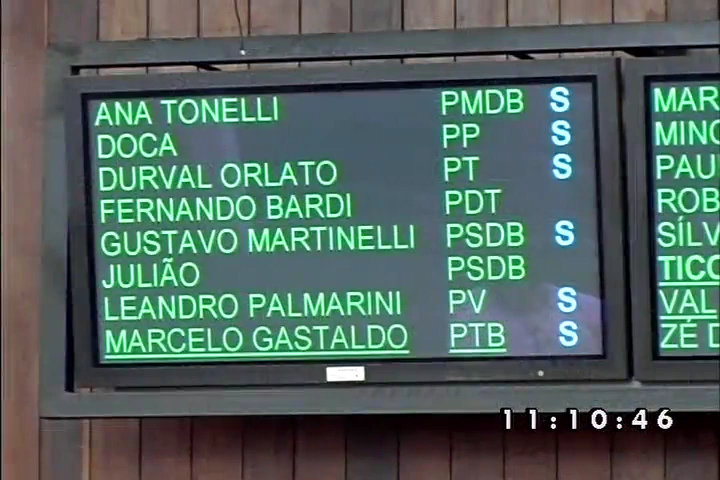 ANA TONELLI PMDB S
DOCA PP S
DURVAL ORLATO PT S
FERNANDO BARDI PDT
GUSTAVO MARTINELLI PSDB S
JULIÃO PSDB
LEANDRO PALMARINI PV S
MARCELO GASTALDO PTB S
MAR
MINO
PAU
ROB
SÍLV
TICO
VAL
ZÉ D
11:10:46